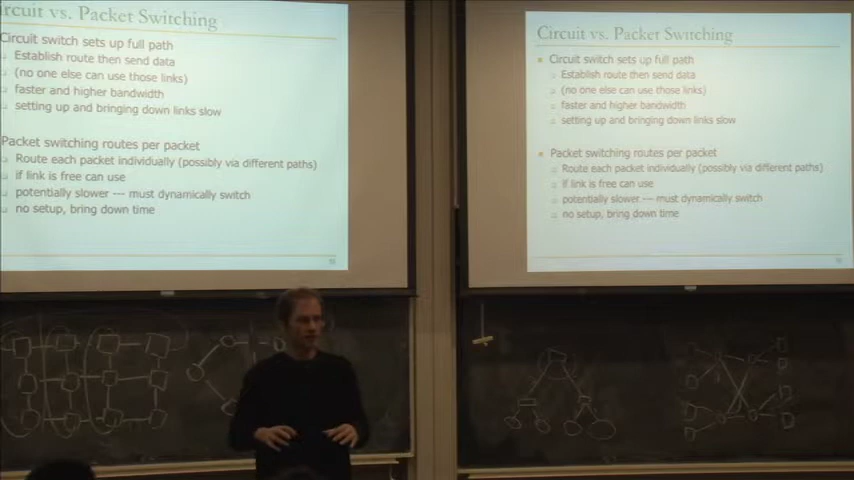 rcuit vs. Packet Switching
Circuit switch sets up full path
Establish route then send data
(no one else can use those links)
faster and higher bandwidth
setting up and bringing down links slow
Packet switching routes per packet
Route each packet individually (possibly via different paths)
if link is free can use
potentially slower --- must dynamically switch
no setup, bring down time
Circuit vs. Packet Switching
Circuit switch sets up full path
Establish route then send data
(no one else can use those links)
faster and higher bandwidth
setting up and bringing down links slow
Packet switching routes per packet
Route each packet individually (possibly via different paths)
if link is free can use
potentially slower --- must dynamically switch
no setup, bring down time